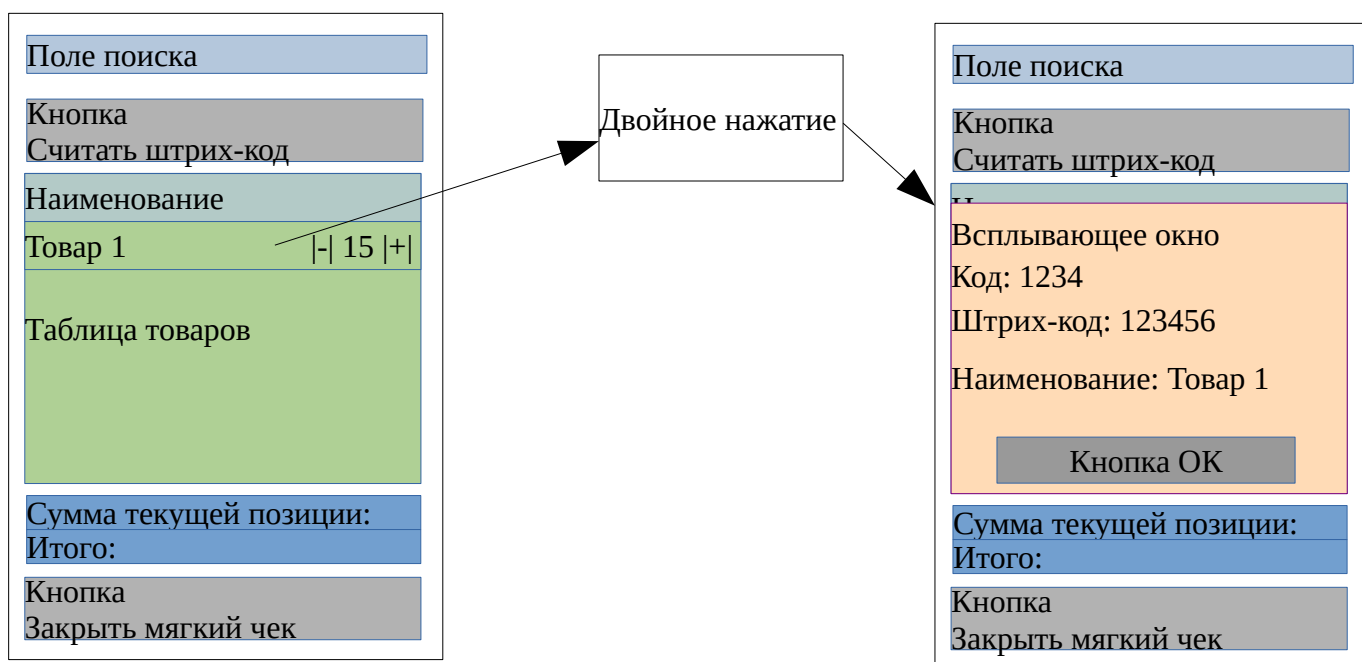 Поле поиска
Кнопка
Считать штрих-код
Наименование
Товар 1 |-| 15 |+|
Таблица товаров
Сумма текущей позиции:
Итого:
Кнопка
Закрыть мягкий чек
Двойное нажатие
Поле поиска
Кнопка
Считать штрих-код
Всплывающее окно
Код: 1234
Штрих-код: 123456
Наименование: Товар 1
Кнопка ОК
Сумма текущей позиции:
Итого:
Кнопка
Закрыть мягкий чек